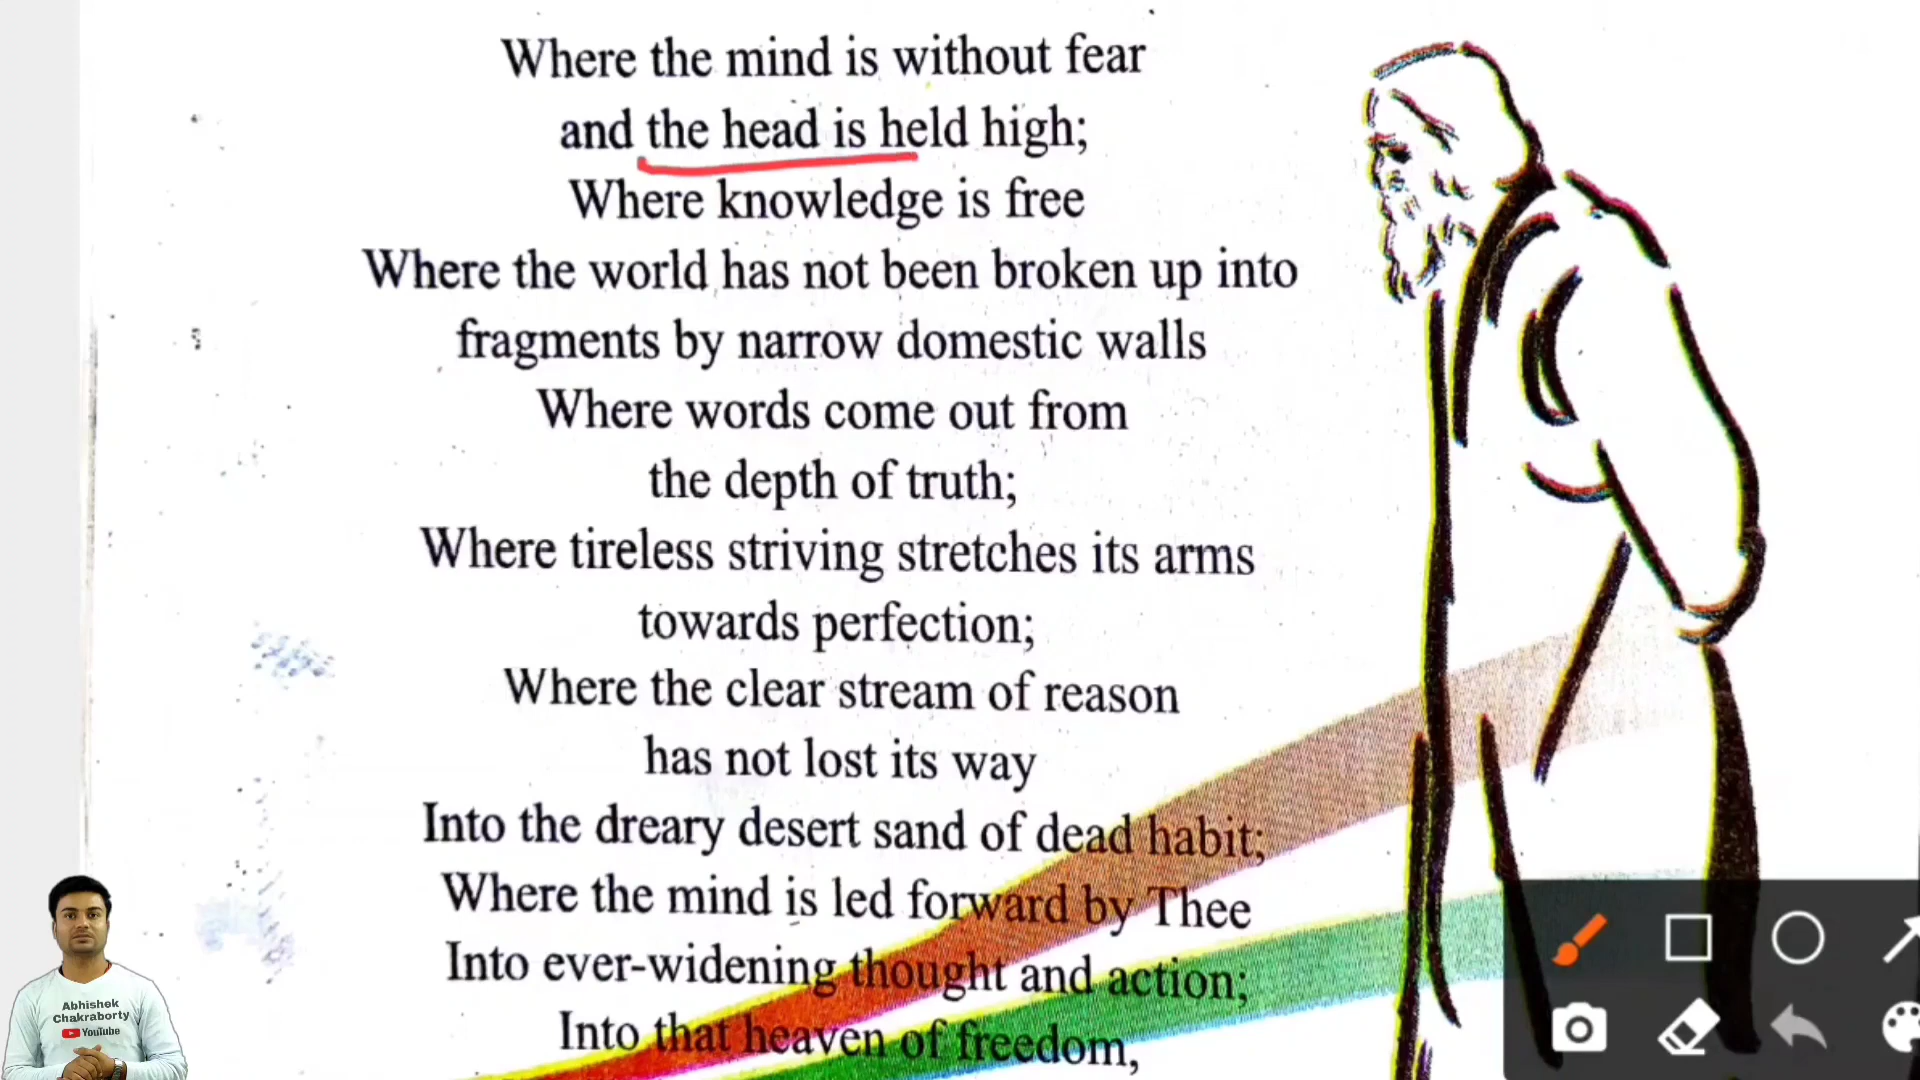 Where the mind is without fear
and the head is held high;
Where knowledge is free
Where the world has not been broken up into
fragments by narrow domestic walls
Where words come out from
the depth of truth;
Where tireless striving stretches its arms
towards perfection;
Where the clear stream of reason
has not lost its way
Into the dreary desert sand of dead habit;
Where the mind is led forward by Thee
Into ever-widening thought and action;
Into that heaven of freedom,
Abhishek
Chakraborty
YouTube